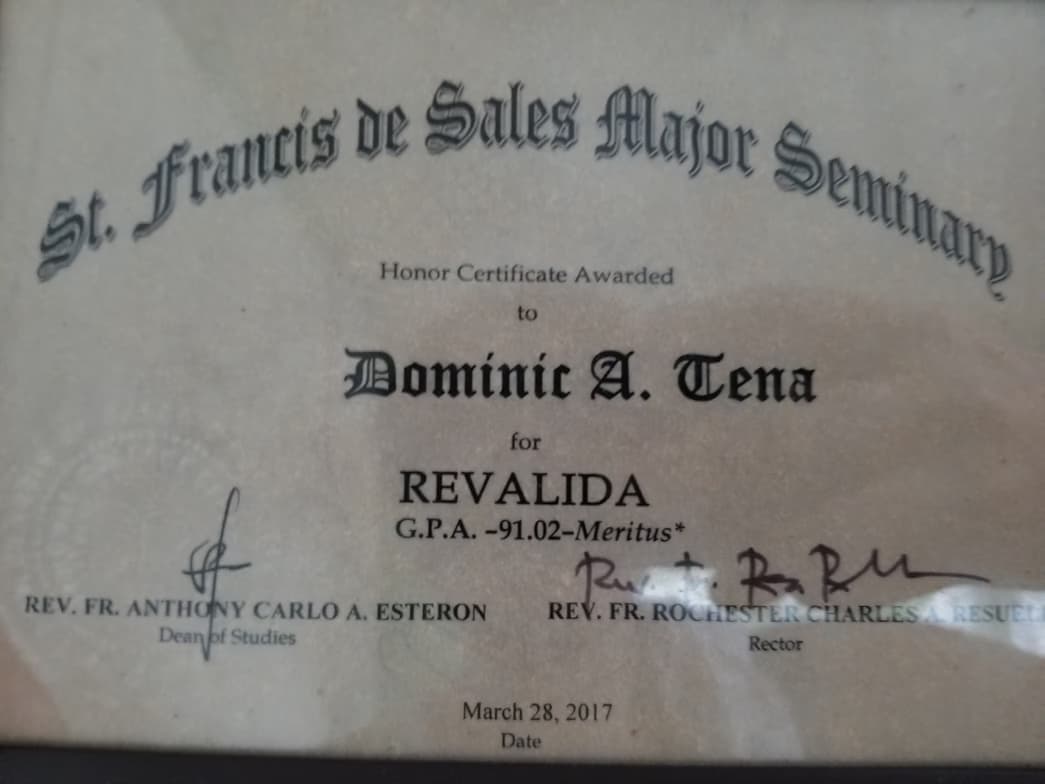 St. Francis de Sales Major Seminary
Honor Certificate Awarded
to
Dominic A. Tena
for
REVALIDA
G.P.A. –91.02–Meritus*
REV. FR. ANTHONY CARLO A. ESTERON
Dean of Studies
REV. FR. ROCHESTER CHARLES A.
Rector
March 28, 2017
Date